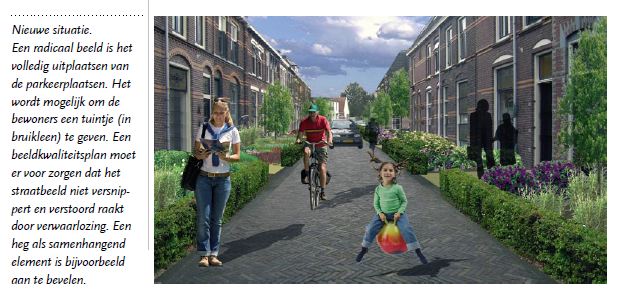 Nieuwe situatie.
Een radicaal beeld is het
volledig uitplaatsen van
de parkeerplaatsen. Het
wordt mogelijk om de
bewoners een tuintje (in
bruikleen) te geven. Een
beeldkwaliteitsplan moet
er voor zorgen dat het
straatbeeld niet versnip-
pert en verstoord raakt
door verwaarlozing. Een
heg als samenhangend
element is bijvoorbeeld
aan te bevelen.